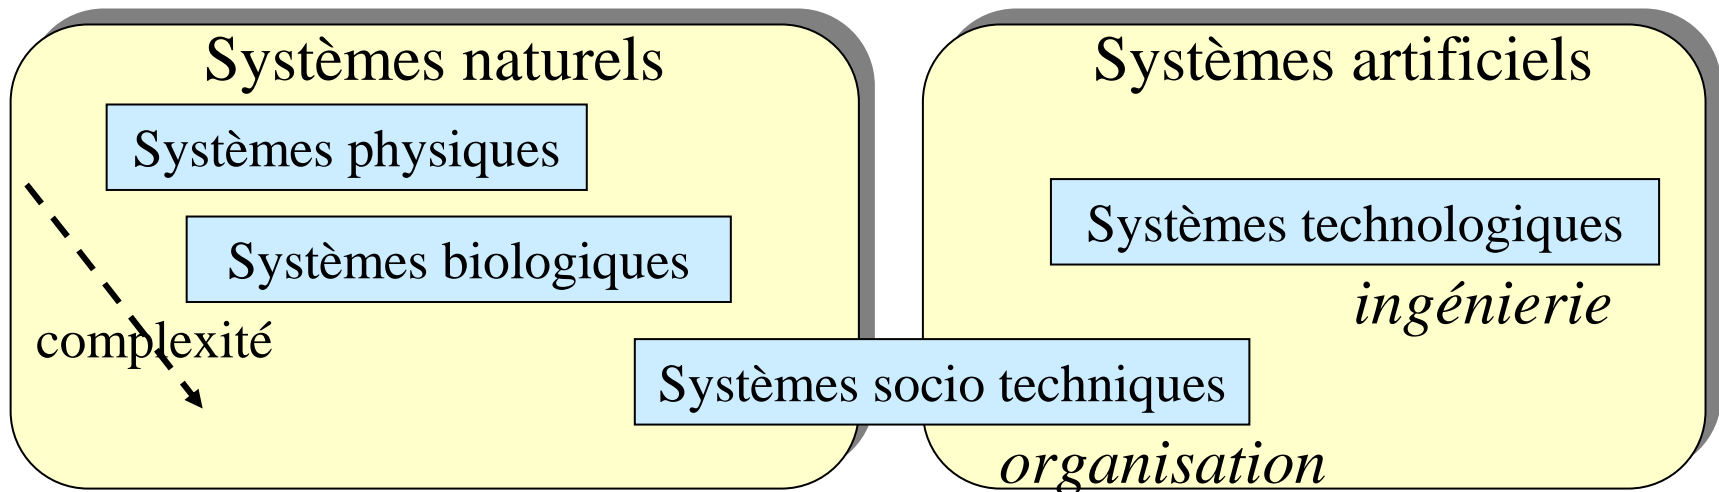 Systèmes naturels
Systèmes physiques
Systèmes biologiques
complexité
Systèmes artificiels
Systèmes technologiques
ingénierie
Systèmes socio techniques
organisation